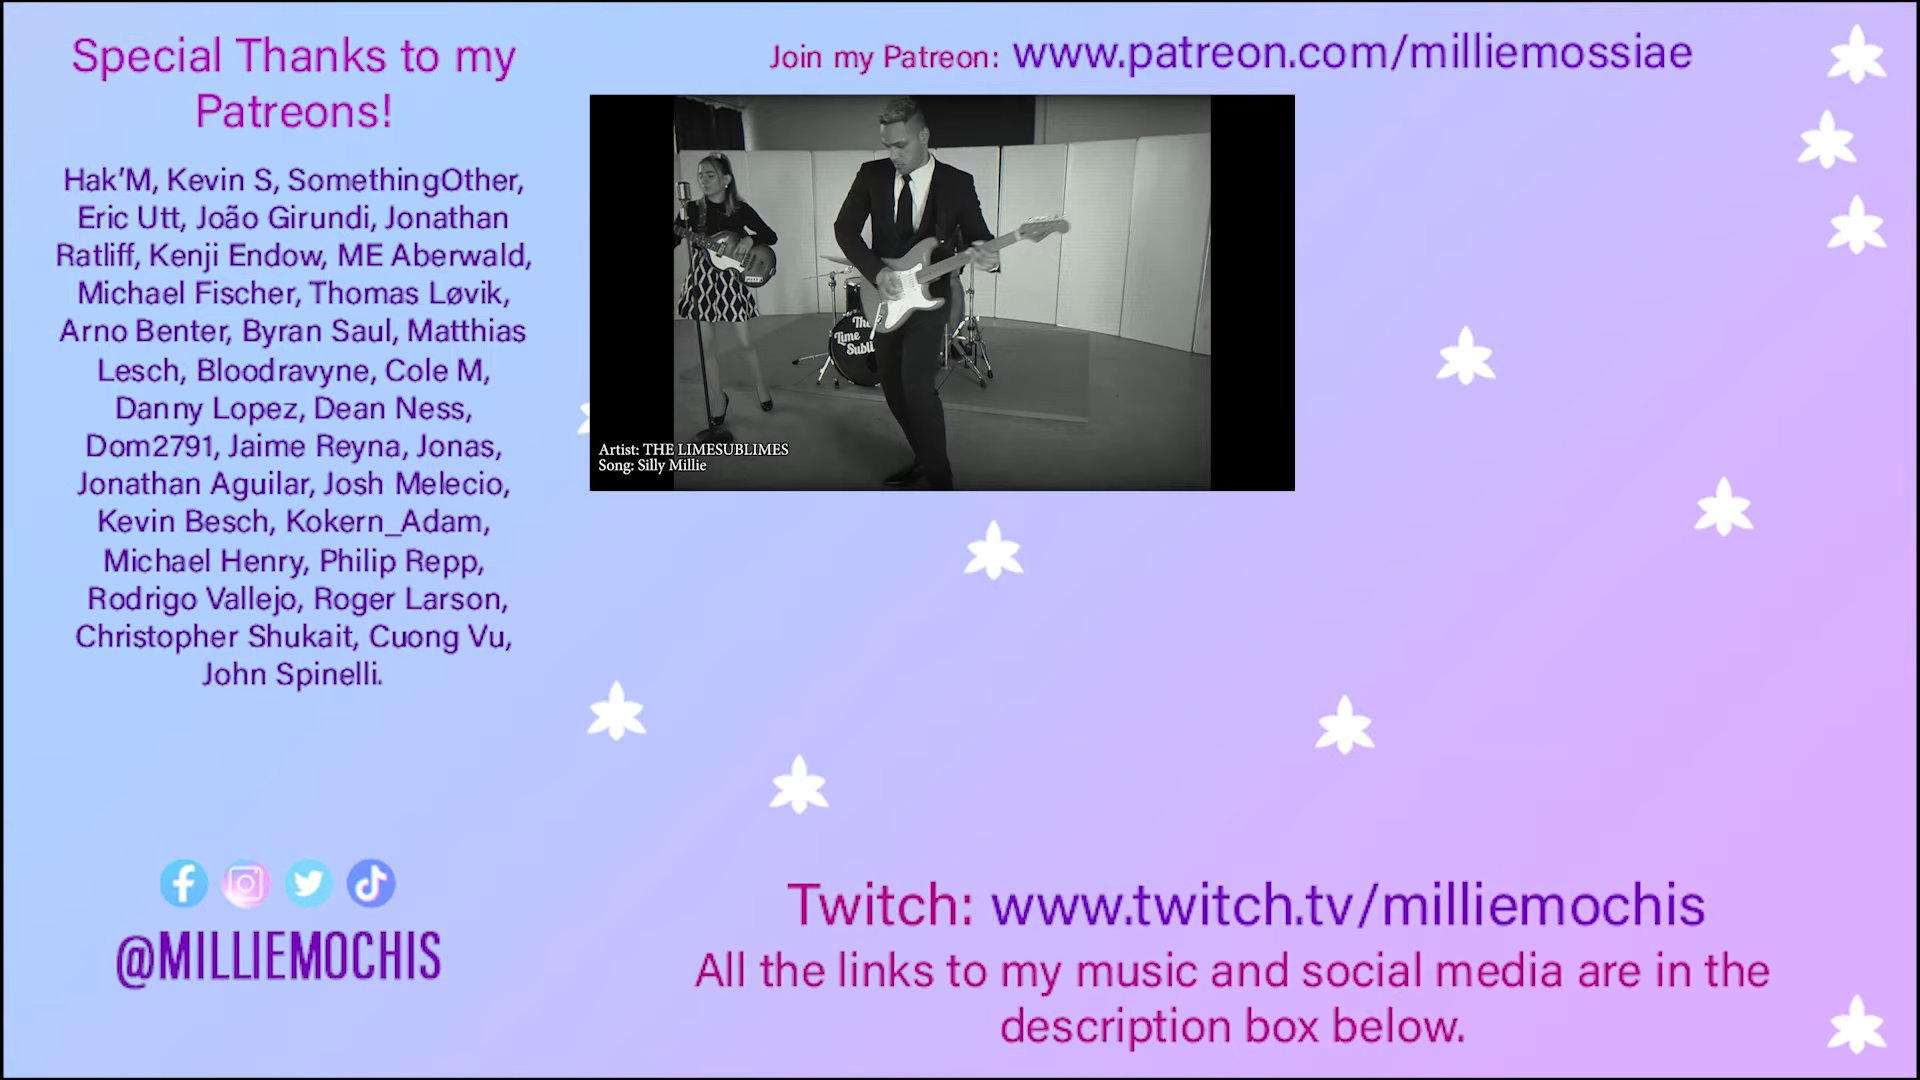 Special Thanks to my
Patreons!
Hak’M, Kevin S, SomethingOther,
Eric Utt, João Girundi, Jonathan
Ratliff, Kenji Endow, ME Aberwald,
Michael Fischer, Thomas Løvik,
Arno Benter, Byran Saul, Matthias
Lesch, Bloodravyne, Cole M,
Danny Lopez, Dean Ness,
Dom2791, Jaime Reyna, Jonas,
Jonathan Aguilar, Josh Melecio,
Kevin Besch, Kokern_Adam,
Michael Henry, Philip Repp,
Rodrigo Vallejo, Roger Larson,
Christopher Shukait, Cuong Vu,
John Spinelli.
@MILLIEMOCHIS
Join my Patreon: www.patreon.com/milliemossiae
The
Lime
Subli
Artist: THE LIMESUBLIMES
Song: Silly Millie
Twitch: www.twitch.tv/milliemochis
All the links to my music and social media are in the
description box below.